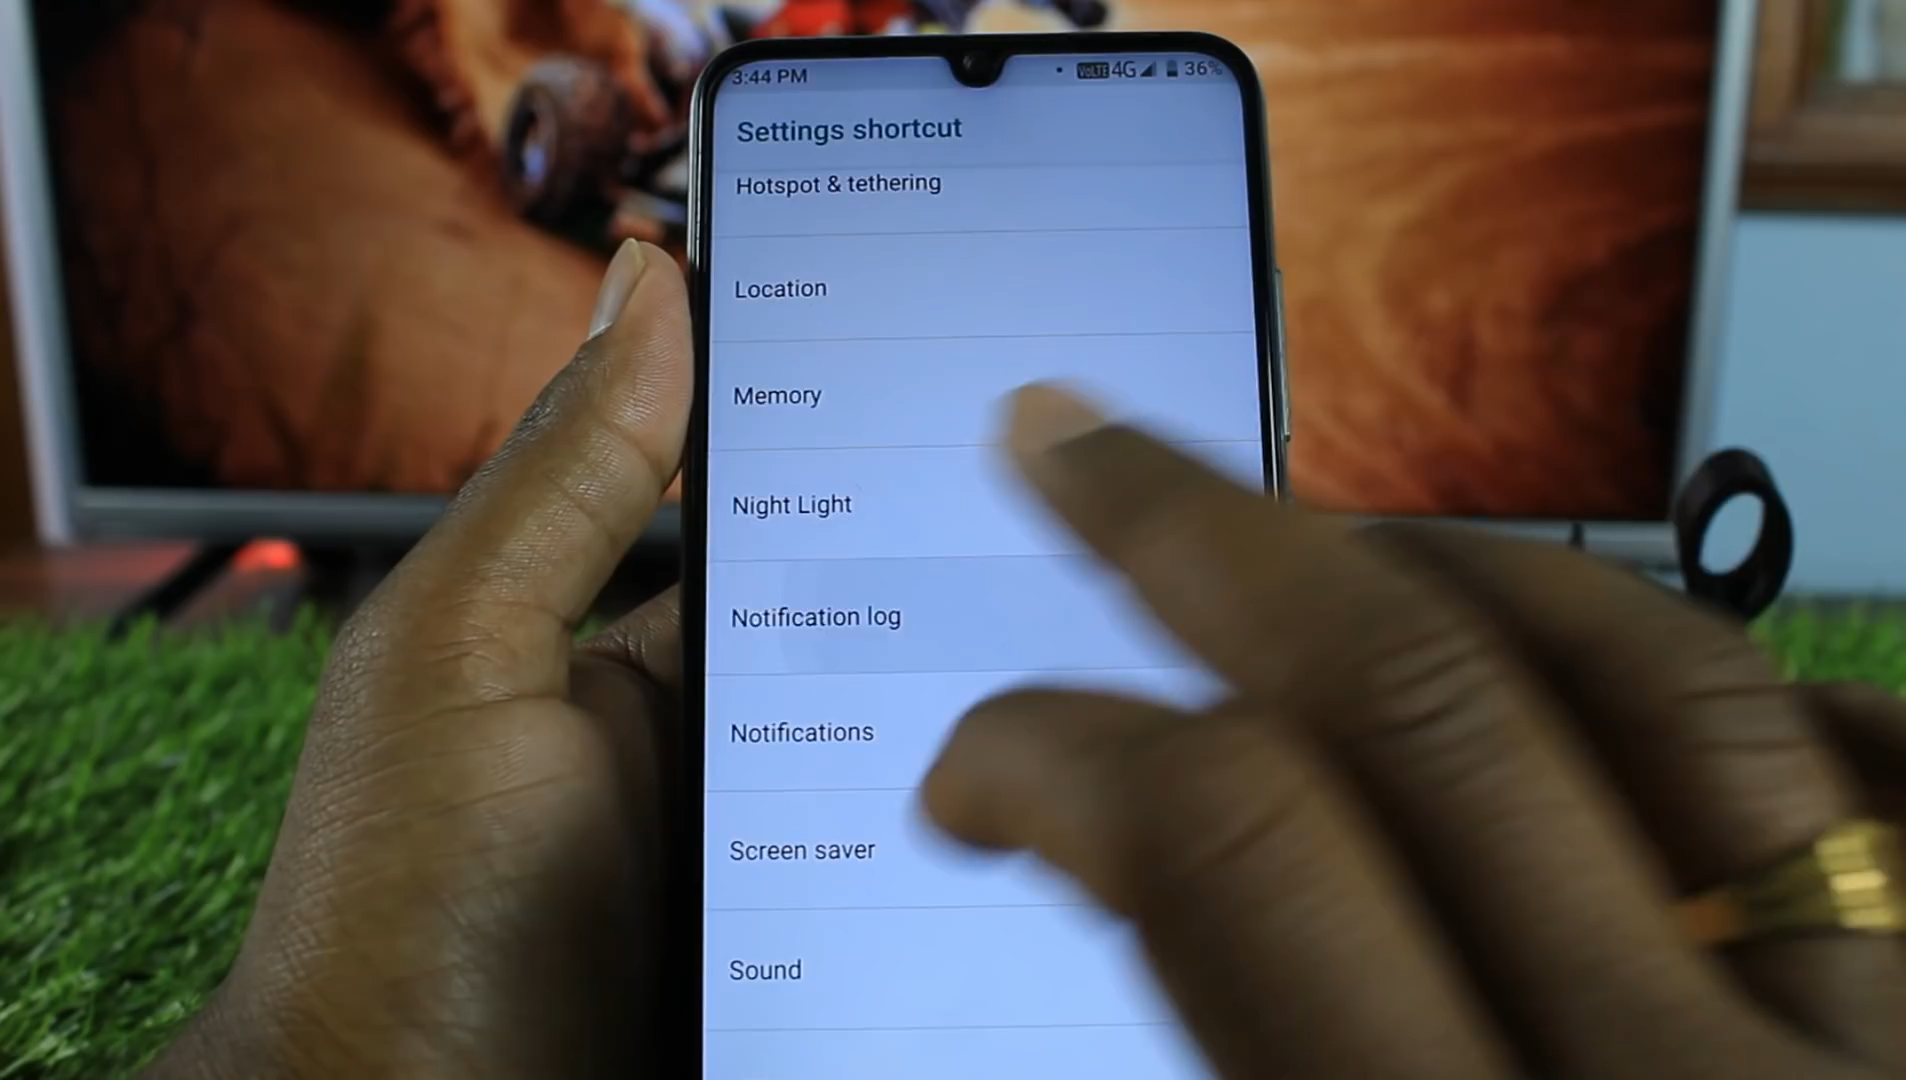 3:44 PM VoLTE 4G 36%
Settings shortcut
Hotspot & tethering
Location
Memory
Night Light
Notification log
Notifications
Screen saver
Sound